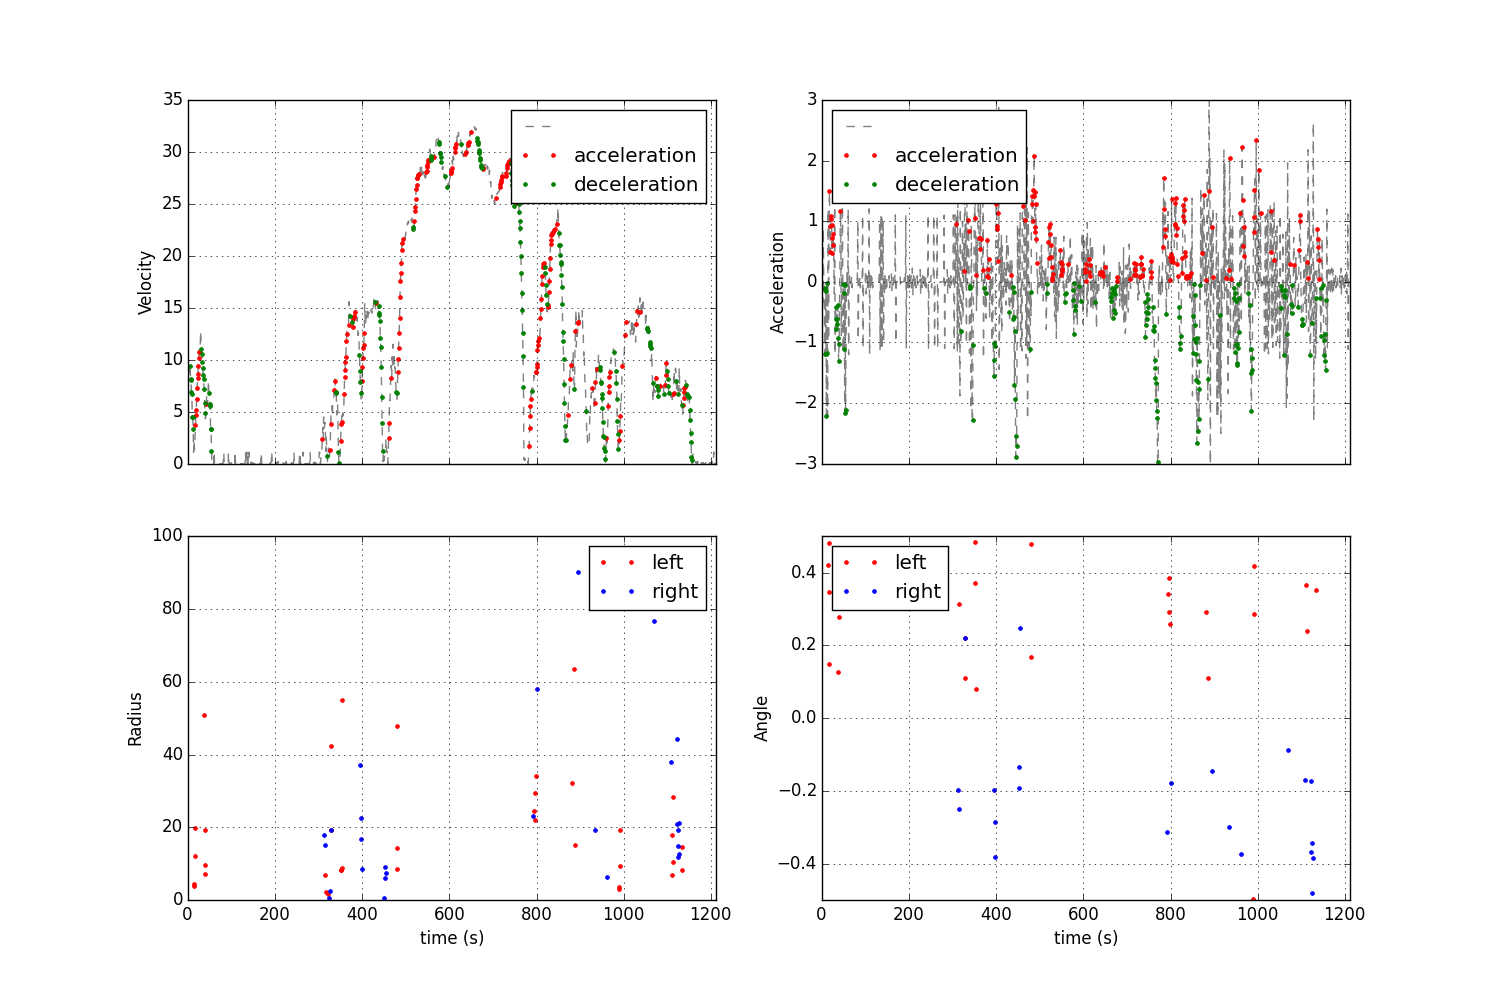 35
30
25
20
15
10
5
0
Velocity
acceleration
deceleration
3
2
1
0
−1
−2
−3
Acceleration
acceleration
deceleration
100
80
60
40
20
0
Radius
left
right
0 200 400 600 800 1000 1200
time (s)
0.4
0.2
0.0
−0.2
−0.4
Angle
left
right
0 200 400 600 800 1000 1200
time (s)